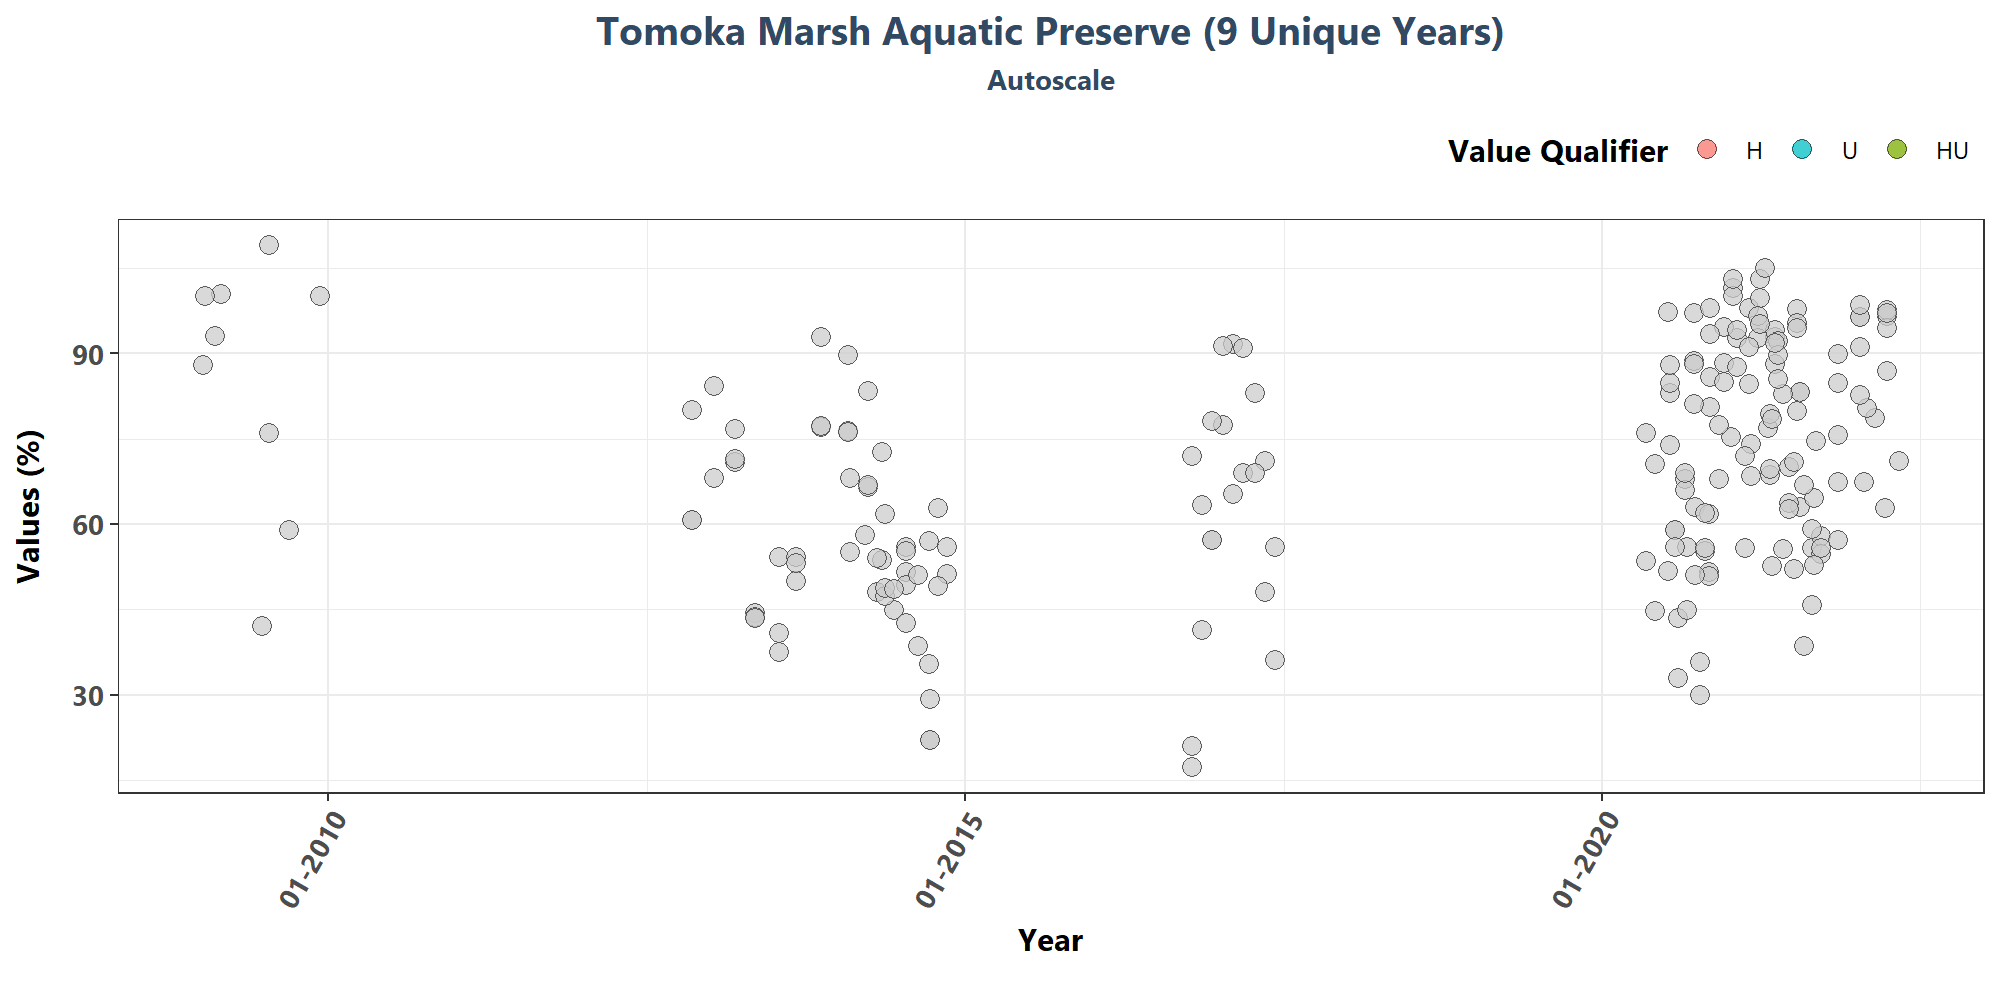 Tomoka Marsh Aquatic Preserve (9 Unique Years)
Autoscale
Value Qualifier H U HU
Values (%)
90
60
30
01-2010 01-2015 01-2020
Year